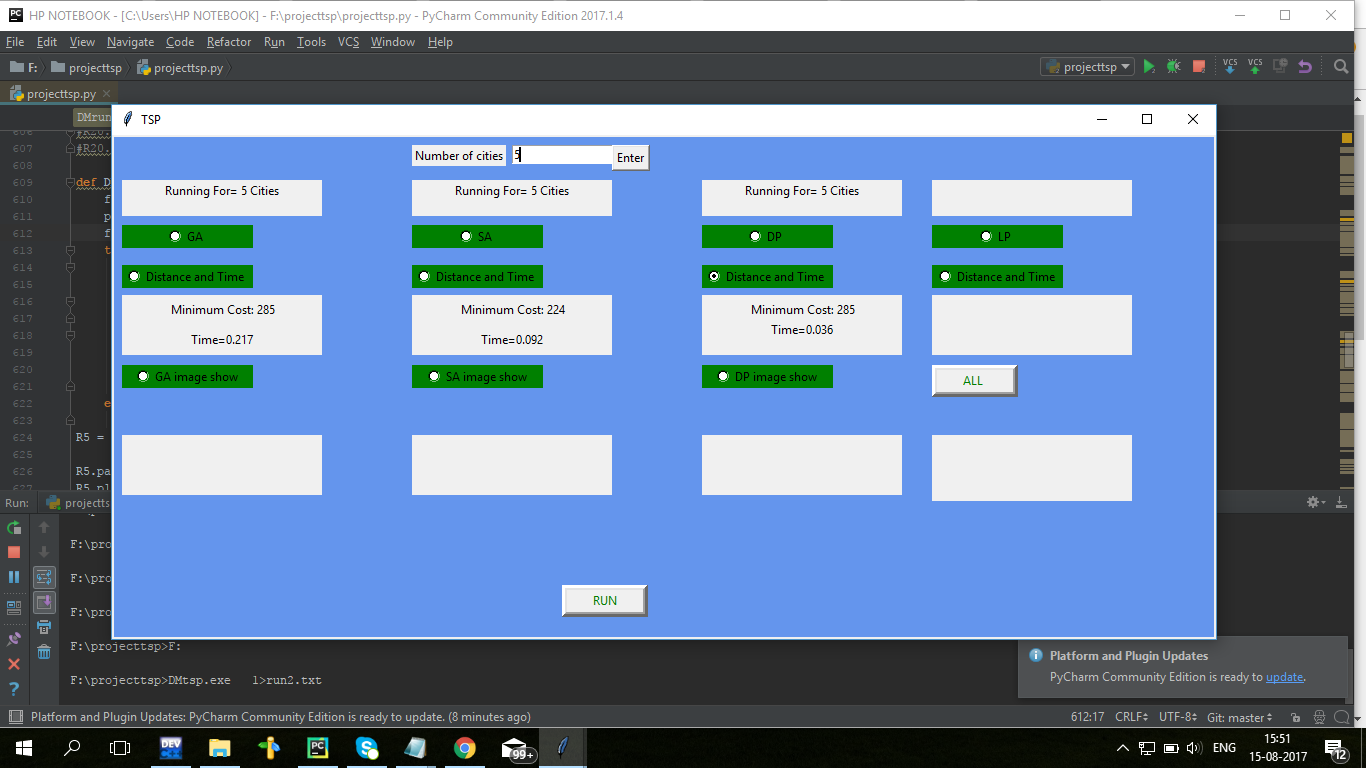 HP NOTEBOOK - [C:\Users\HP NOTEBOOK] - F:\projecttsp\projecttsp.py - PyCharm Community Edition 2017.1.4
File Edit View Navigate Code Refactor Run Tools VCS Window Help
F: projecttsp projecttsp.py
projecttsp
VCS VCS
projecttsp.py
DMrun
TSP
Number of cities 5 Enter
Running For= 5 Cities Running For= 5 Cities Running For= 5 Cities
GA SA DP LP
Distance and Time Distance and Time Distance and Time Distance and Time
Minimum Cost: 285 Minimum Cost: 224 Minimum Cost: 285
Time=0.217 Time=0.092 Time=0.036
GA image show SA image show DP image show ALL
RUN
607 #R20.
608
609 def D
610 f
611 p
612 f
613 t
614
615
616
617
618
619
620
621
622 e
623
624 R5 =
625
626 R5.pa
Run: projectts
F:\pro
F:\pro
F:\pro
F:\projecttsp>F:
F:\projecttsp>DMtsp.exe 1>run2.txt
Platform and Plugin Updates
PyCharm Community Edition is ready to update.
Platform and Plugin Updates: PyCharm Community Edition is ready to update. (8 minutes ago)
612:17 CRLF UTF-8 Git: master
DEV
PC
99+
ENG
15:51
15-08-2017
12